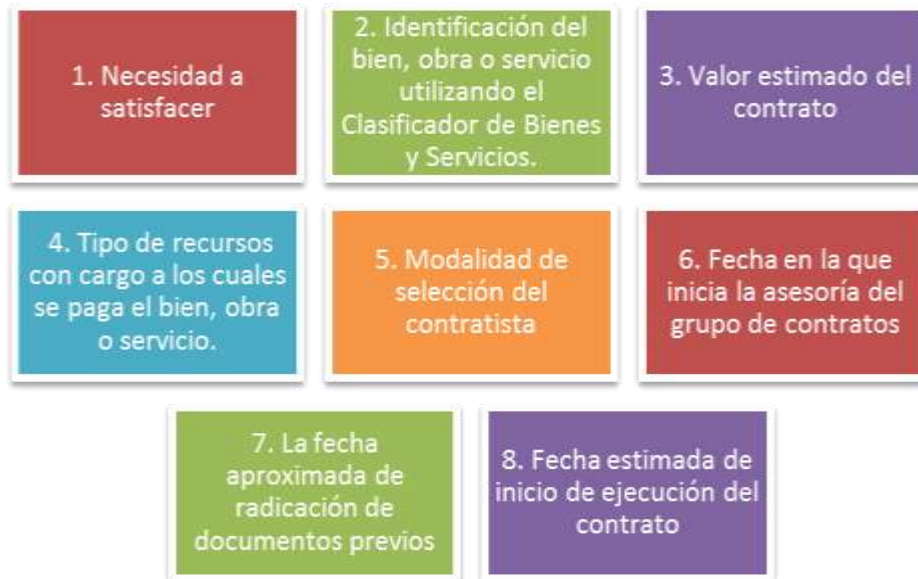 1. Necesidad a
satisfacer
2. Identificación del
bien, obra o servicio
utilizando el
Clasificador de Bienes
y Servicios.
3. Valor estimado del
contrato
4. Tipo de recursos
con cargo a los cuales
se paga el bien, obra
o servicio.
5. Modalidad de
selección del
contratista
6. Fecha en la que
inicia la asesoría del
grupo de contratos
7. La fecha
aproximada de
radicación de
documentos previos
8. Fecha estimada de
inicio de ejecución del
contrato